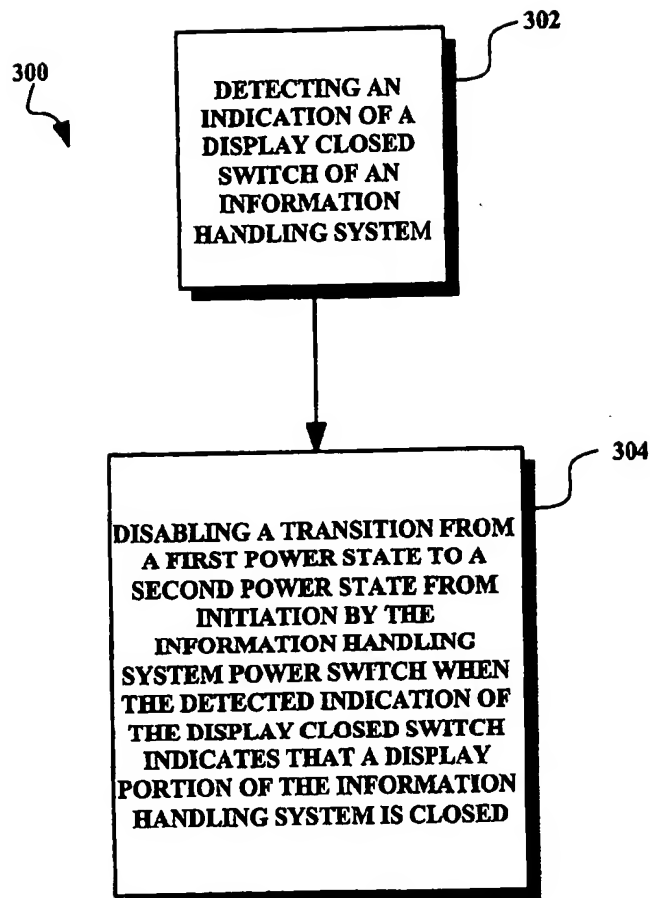 302
300
DETECTING AN
INDICATION OF A
DISPLAY CLOSED
SWITCH OF AN
INFORMATION
HANDLING SYSTEM
304
DISABLING A TRANSITION FROM
A FIRST POWER STATE TO A
SECOND POWER STATE FROM
INITIATION BY THE
INFORMATION HANDLING
SYSTEM POWER SWITCH WHEN
THE DETECTED INDICATION OF
THE DISPLAY CLOSED SWITCH
INDICATES THAT A DISPLAY
PORTION OF THE INFORMATION
HANDLING SYSTEM IS CLOSED